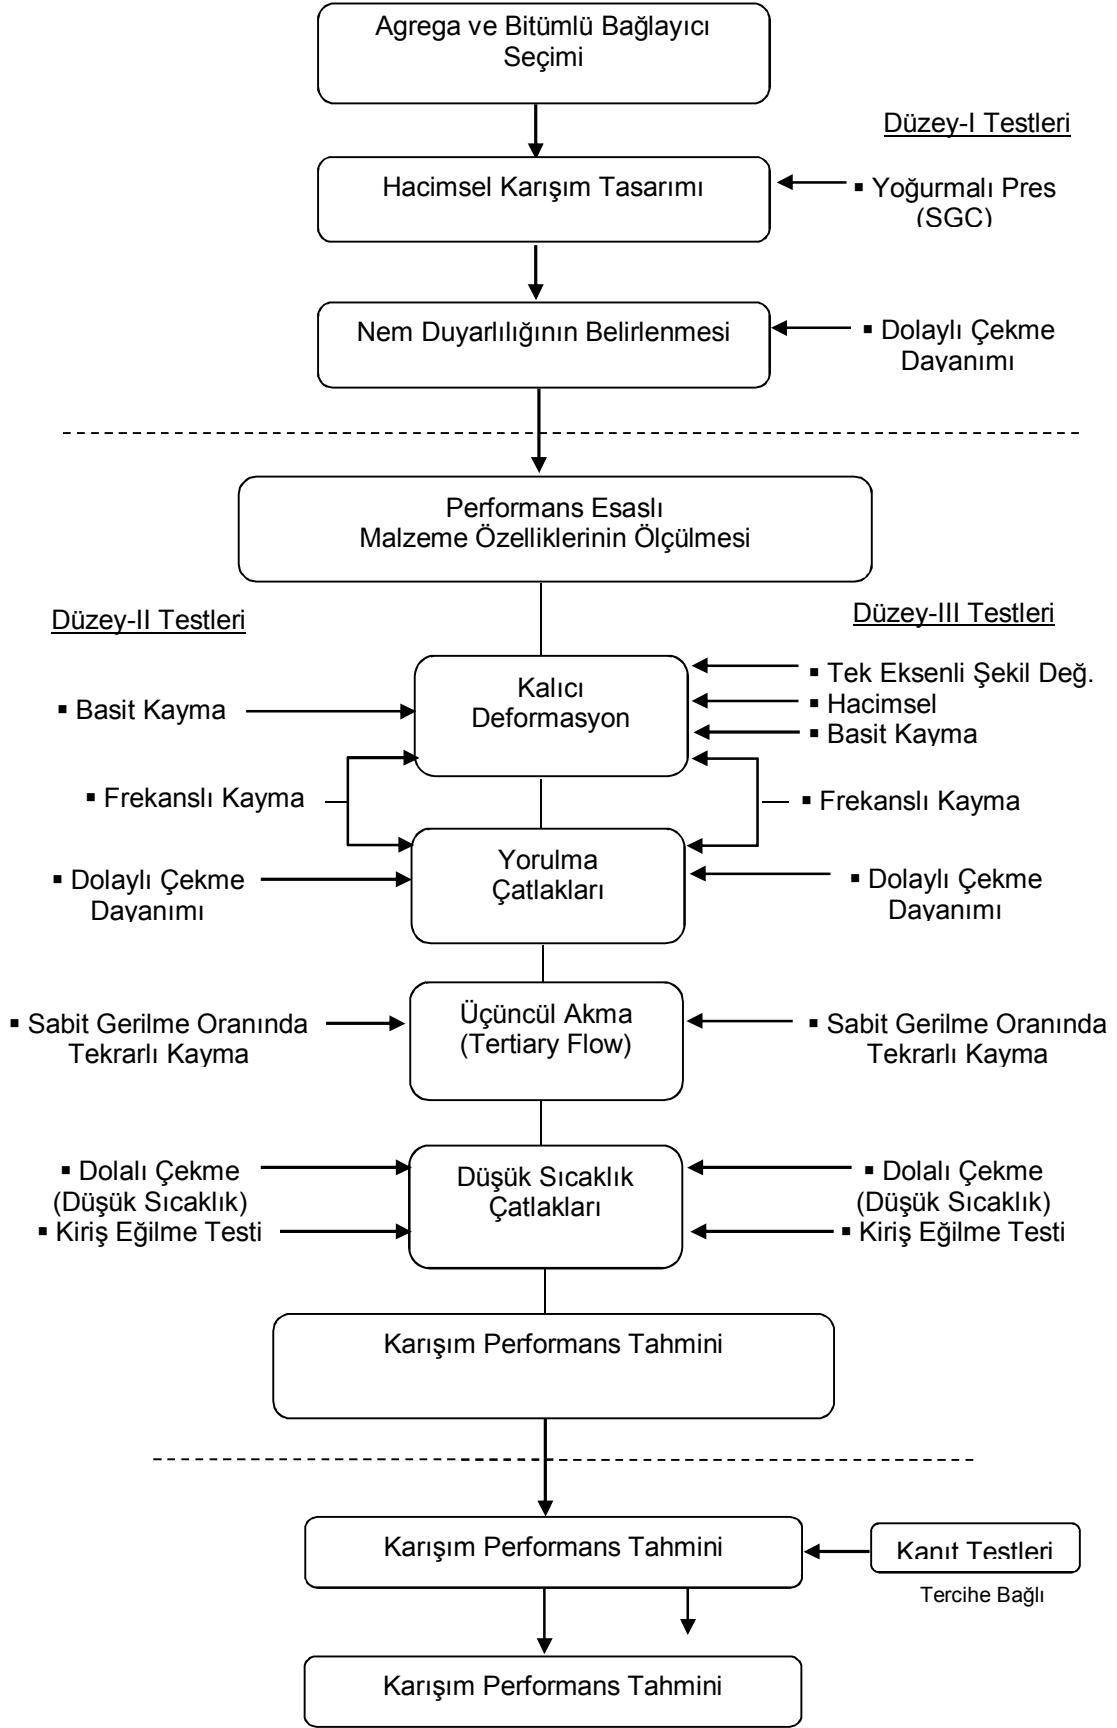 Agrega ve Bitümlü Bağlayıcı
Seçimi
Düzey-I Testleri
Hacimsel Karışım Tasarımı
▪ Yoğurmalı Pres
(SGC)
Nem Duyarlılığının Belirlenmesi
▪ Dolaylı Çekme
Dayanımı
Performans Esaslı
Malzeme Özelliklerinin Ölçülmesi
Düzey-II Testleri
Düzey-III Testleri
Kalıcı
Deformasyon
▪ Basit Kayma
▪ Tek Eksenli Şekil Değ.
▪ Hacimsel
▪ Basit Kayma
▪ Frekanslı Kayma
▪ Frekanslı Kayma
Yorulma
Çatlakları
▪ Dolaylı Çekme
Dayanımı
▪ Dolaylı Çekme
Dayanımı
Üçüncül Akma
(Tertiary Flow)
▪ Sabit Gerilme Oranında
Tekrarlı Kayma
▪ Sabit Gerilme Oranında
Tekrarlı Kayma
Düşük Sıcaklık
Çatlakları
▪ Dolalı Çekme
(Düşük Sıcaklık)
▪ Kiriş Eğilme Testi
▪ Dolalı Çekme
(Düşük Sıcaklık)
▪ Kiriş Eğilme Testi
Karışım Performans Tahmini
Karışım Performans Tahmini
Kanıt Testleri
Tercihe Bağlı
Karışım Performans Tahmini